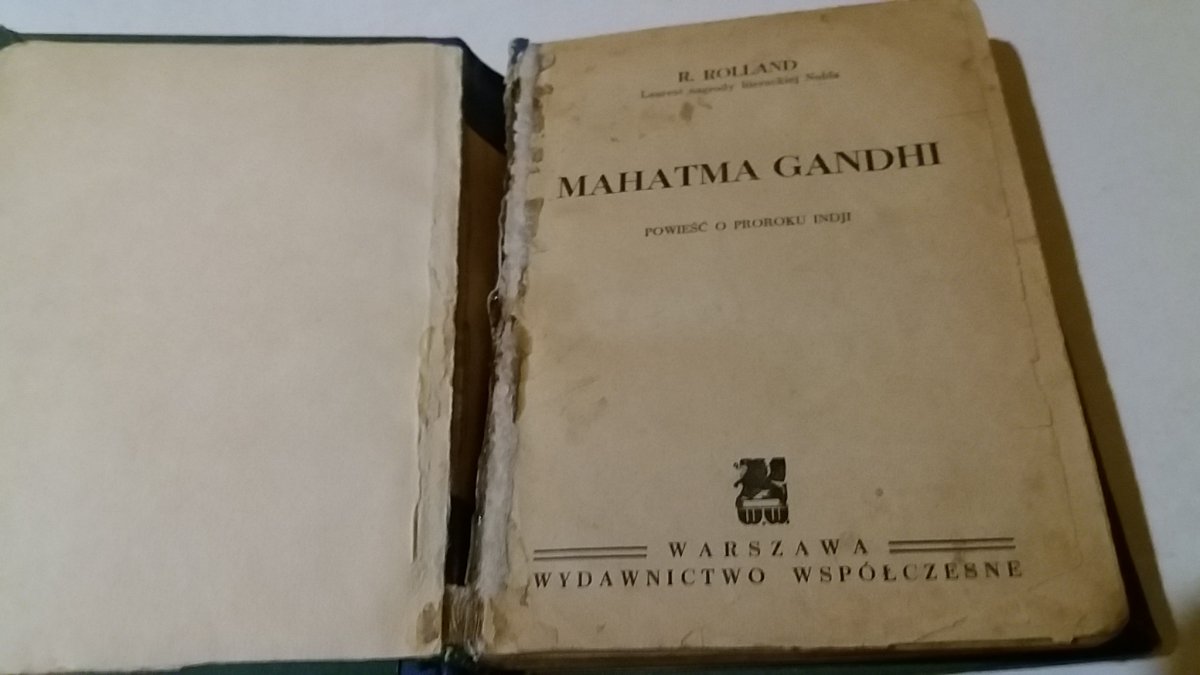 R. ROLLAND
Laureat nagrody literackiej Nobla
MAHATMA GANDHI
POWIEŚĆ O PROROKU INDJI
W.W.
WARSZAWA
WYDAWNICTWO WSPÓŁCZESNE